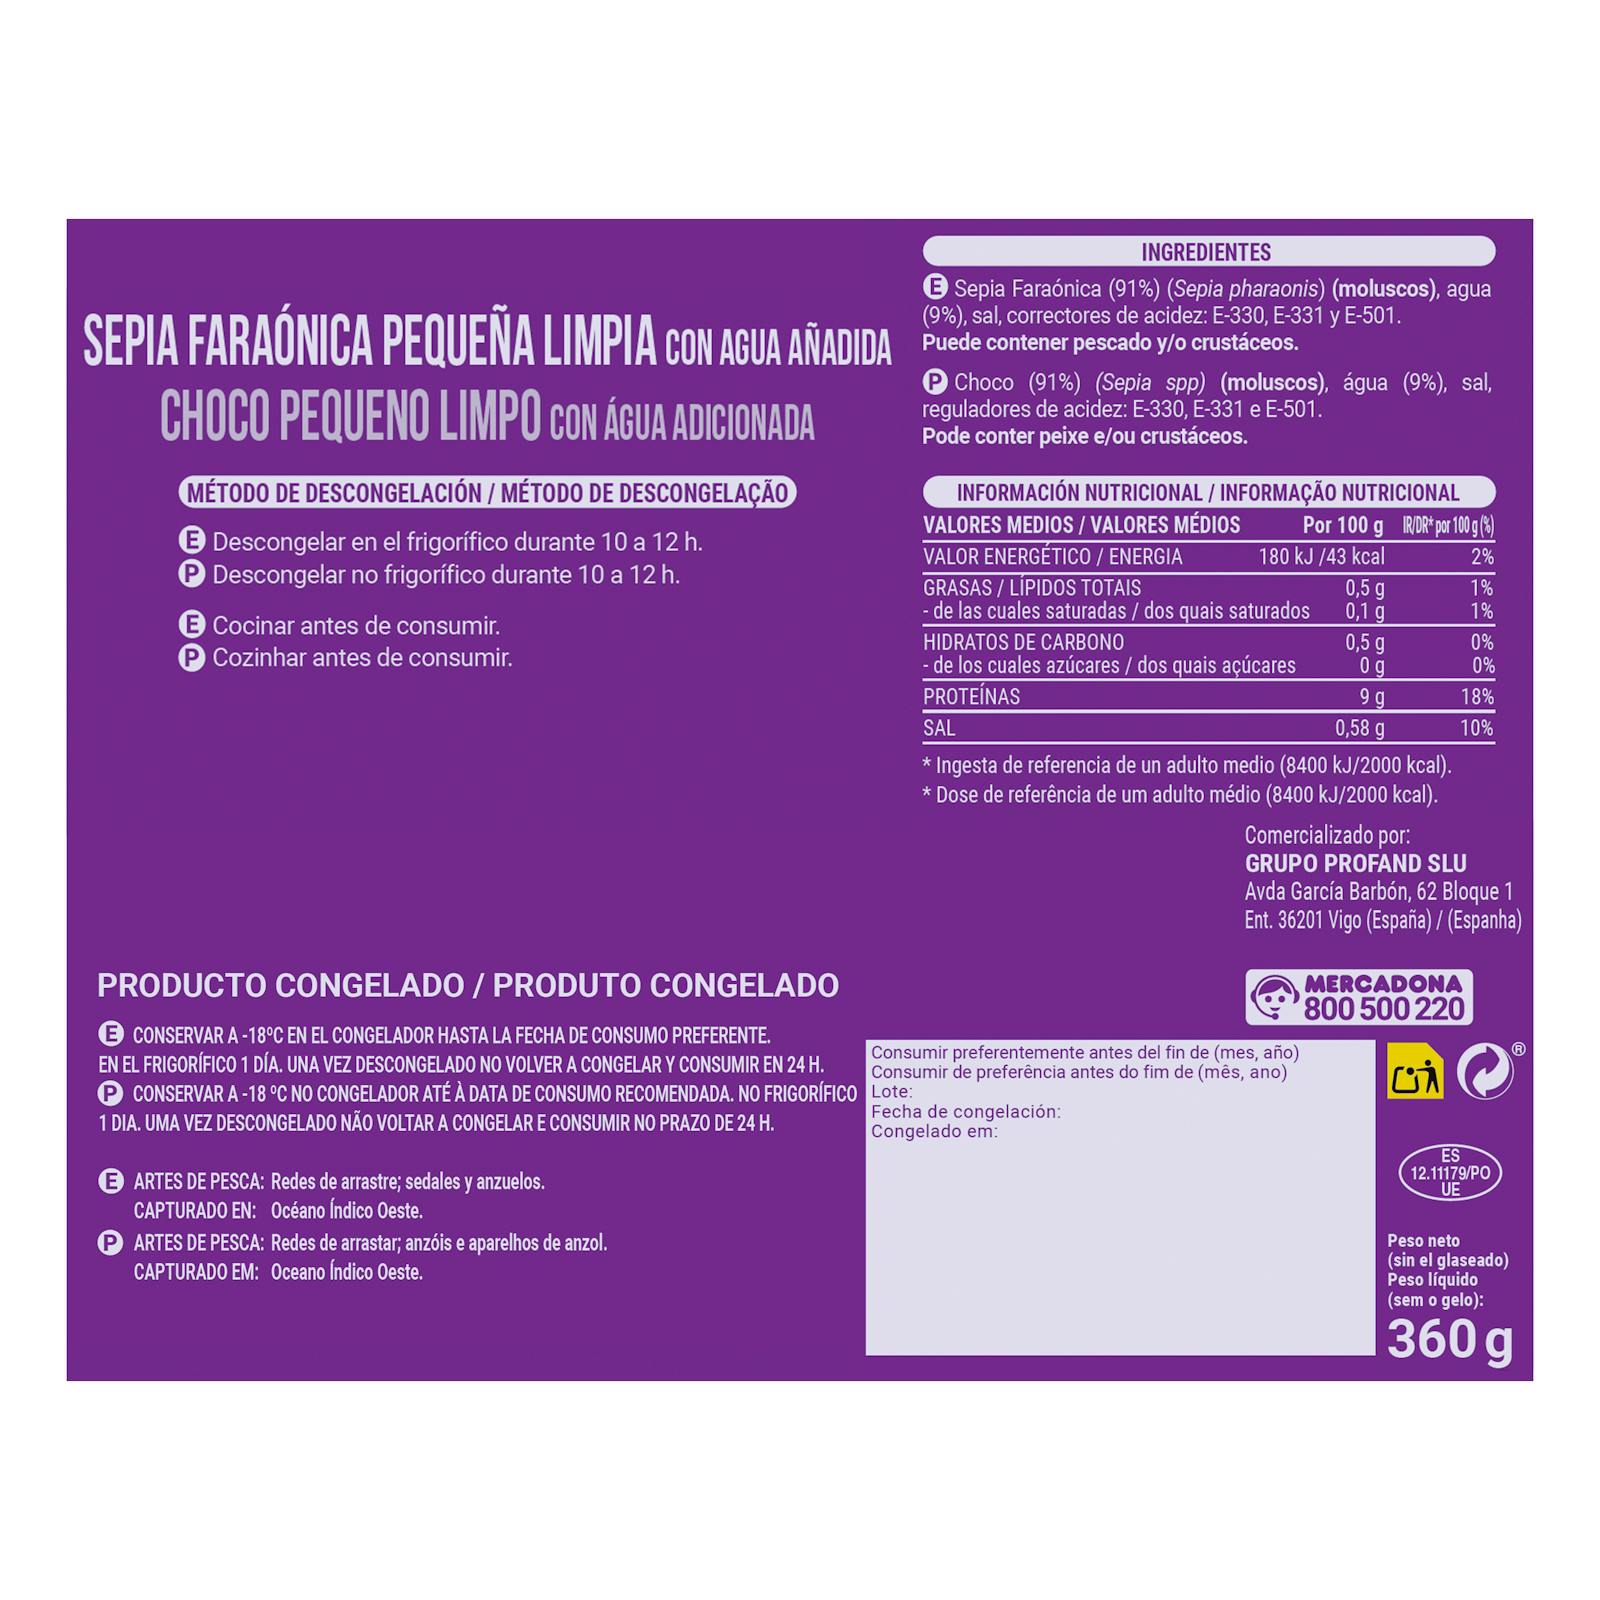 SEPIA FARAÓNICA PEQUEÑA LIMPIA CON AGUA AÑADIDA
CHOCO PEQUENO LIMPO CON ÁGUA ADICIONADA
MÉTODO DE DESCONGELACIÓN / MÉTODO DE DESCONGELAÇÃO
E Descongelar en el frigorífico durante 10 a 12 h.
P Descongelar no frigorífico durante 10 a 12 h.
E Cocinar antes de consumir.
P Cozinhar antes de consumir.
INGREDIENTES
E Sepia Faraónica (91%) (Sepia pharaonis) (moluscos), agua
(9%), sal, correctores de acidez: E-330, E-331 y E-501.
Puede contener pescado y/o crustáceos.
P Choco (91%) (Sepia spp) (moluscos), água (9%), sal,
reguladores de acidez: E-330, E-331 e E-501.
Pode conter peixe e/ou crustáceos.
INFORMACIÓN NUTRICIONAL / INFORMAÇÃO NUTRICIONAL
VALORES MEDIOS / VALORES MÉDIOS Por 100 g IR/DR* por 100 g (%)
VALOR ENERGÉTICO / ENERGIA 180 kJ /43 kcal 2%
GRASAS / LÍPIDOS TOTAIS 0,5 g 1%
- de las cuales saturadas / dos quais saturados 0,1 g 1%
HIDRATOS DE CARBONO 0,5 g 0%
- de los cuales azúcares / dos quais açúcares 0 g 0%
PROTEÍNAS 9 g 18%
SAL 0,58 g 10%
* Ingesta de referencia de un adulto medio (8400 kJ/2000 kcal).
* Dose de referência de um adulto médio (8400 kJ/2000 kcal).
Comercializado por:
GRUPO PROFAND SLU
Avda García Barbón, 62 Bloque 1
Ent. 36201 Vigo (España) / (Espanha)
MERCADONA
800 500 220
PRODUCTO CONGELADO / PRODUTO CONGELADO
E CONSERVAR A -18ºC EN EL CONGELADOR HASTA LA FECHA DE CONSUMO PREFERENTE.
EN EL FRIGORÍFICO 1 DÍA. UNA VEZ DESCONGELADO NO VOLVER A CONGELAR Y CONSUMIR EN 24 H.
P CONSERVAR A -18 ºC NO CONGELADOR ATÉ À DATA DE CONSUMO RECOMENDADA. NO FRIGORÍFICO
1 DIA. UMA VEZ DESCONGELADO NÃO VOLTAR A CONGELAR E CONSUMIR NO PRAZO DE 24 H.
E ARTES DE PESCA: Redes de arrastre; sedales y anzuelos.
CAPTURADO EN: Océano Índico Oeste.
P ARTES DE PESCA: Redes de arrastar; anzóis e aparelhos de anzol.
CAPTURADO EM: Oceano Índico Oeste.
Consumir preferentemente antes del fin de (mes, año)
Consumir de preferência antes do fim de (mês, ano)
Lote:
Fecha de congelación:
Congelado em:
®
ES
12.11179/PO
UE
Peso neto
(sin el glaseado)
Peso líquido
(sem o gelo):
360 g